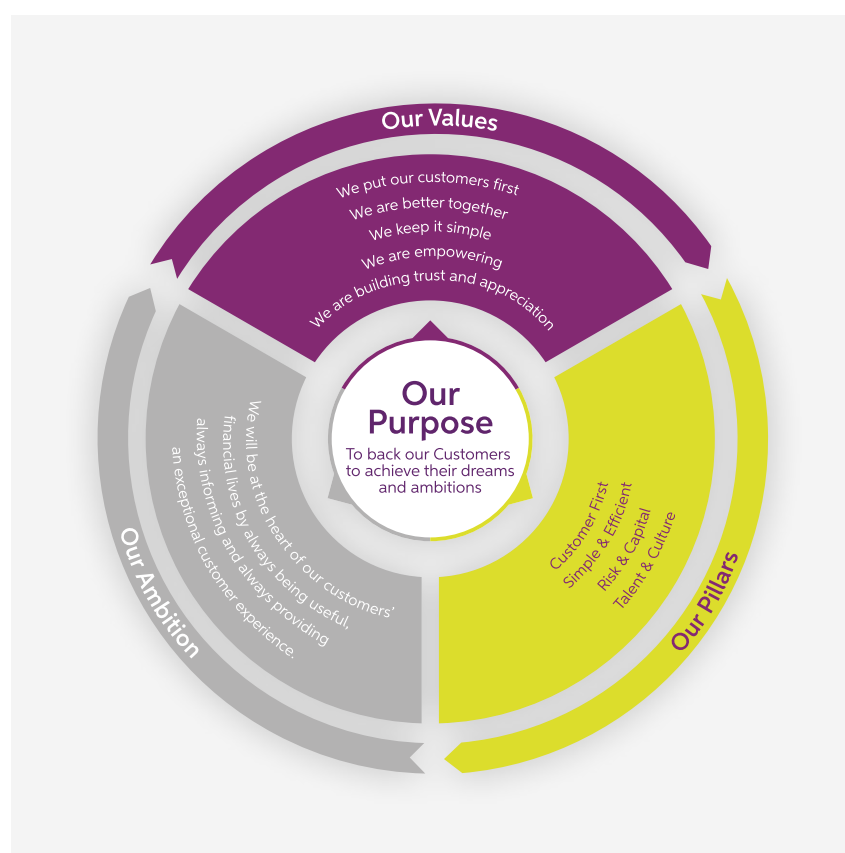 Our Values
We put our customers first
We are better together
We keep it simple
We are empowering
We are building trust and appreciation
Our
Purpose
To back our Customers
to achieve their dreams
and ambitions
Customer First
Simple & Efficient
Risk & Capital
Talent & Culture
Our Pillars
We will be at the heart of our customers'
financial lives by always being useful,
always informing and always providing
an exceptional customer experience.
Our Ambition